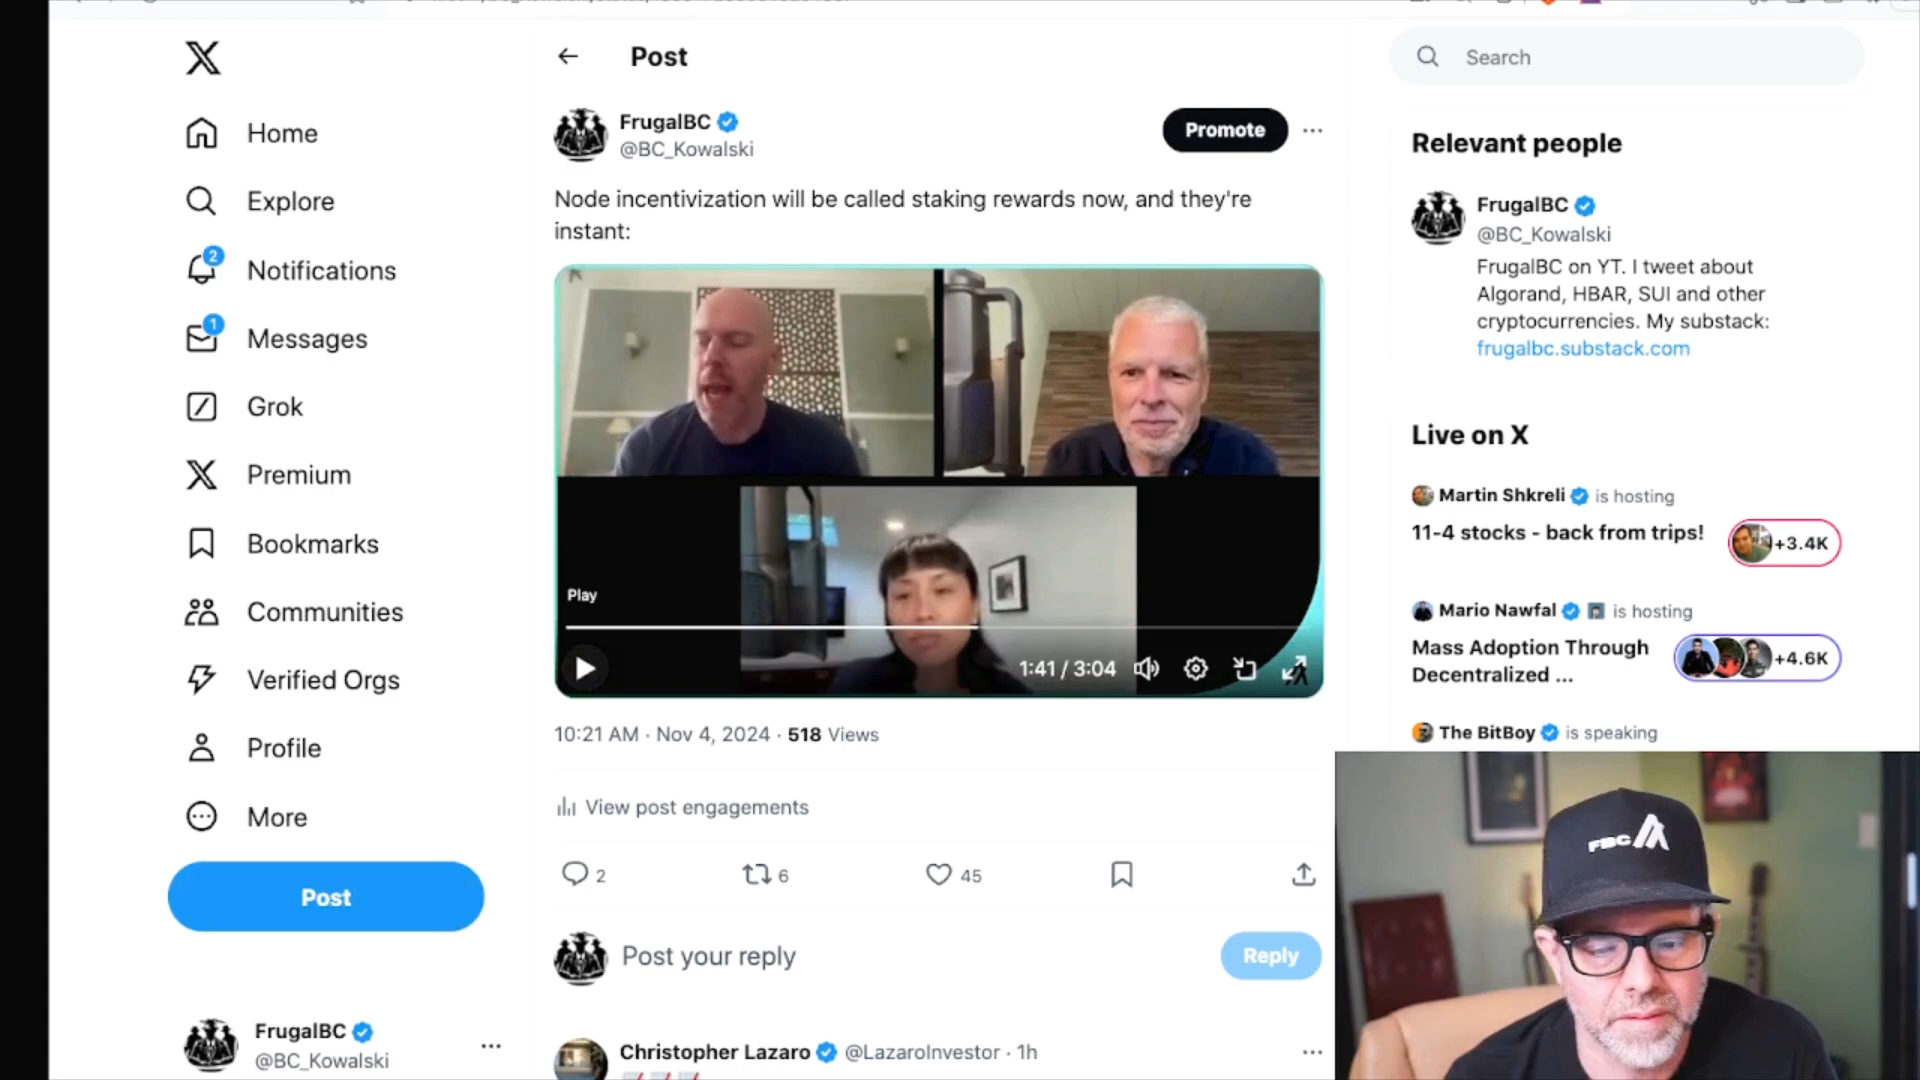 Home
Explore
2
Notifications
1
Messages
Grok
Premium
Bookmarks
Communities
Verified Orgs
Profile
More
Post
FrugalBC
@BC_Kowalski
Post
FrugalBC
@BC_Kowalski
Promote
Node incentivization will be called staking rewards now, and they're
instant:
Play
1:41 / 3:04
10:21 AM · Nov 4, 2024 · 518 Views
View post engagements
2
6
45
Post your reply
Reply
Christopher Lazaro @LazaroInvestor · 1h
Search
Relevant people
FrugalBC
@BC_Kowalski
FrugalBC on YT. I tweet about
Algorand, HBAR, SUI and other
cryptocurrencies. My substack:
frugalbc.substack.com
Live on X
Martin Shkreli is hosting
11-4 stocks - back from trips!
+3.4K
Mario Nawfal is hosting
Mass Adoption Through
Decentralized ...
+4.6K
The BitBoy is speaking
FBC